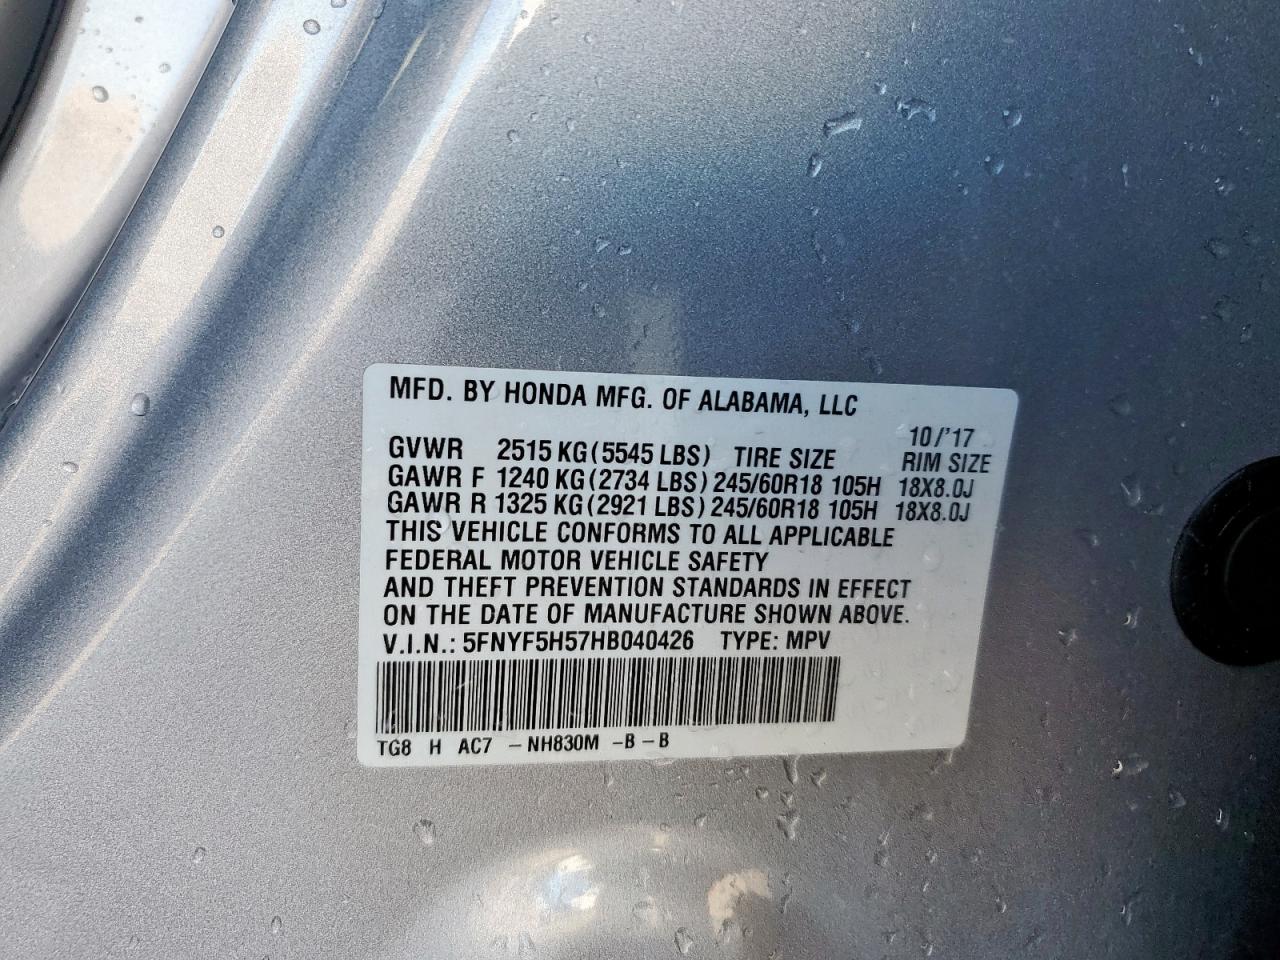 MFD. BY HONDA MFG. OF ALABAMA, LLC
10/'17
GVWR 2515 KG (5545 LBS) TIRE SIZE RIM SIZE
GAWR F 1240 KG (2734 LBS) 245/60R18 105H 18X8.0J
GAWR R 1325 KG (2921 LBS) 245/60R18 105H 18X8.0J
THIS VEHICLE CONFORMS TO ALL APPLICABLE
FEDERAL MOTOR VEHICLE SAFETY
AND THEFT PREVENTION STANDARDS IN EFFECT
ON THE DATE OF MANUFACTURE SHOWN ABOVE.
V.I.N.: 5FNYF5H57HB040426 TYPE: MPV
TG8 H AC7 -NH830M -B-B